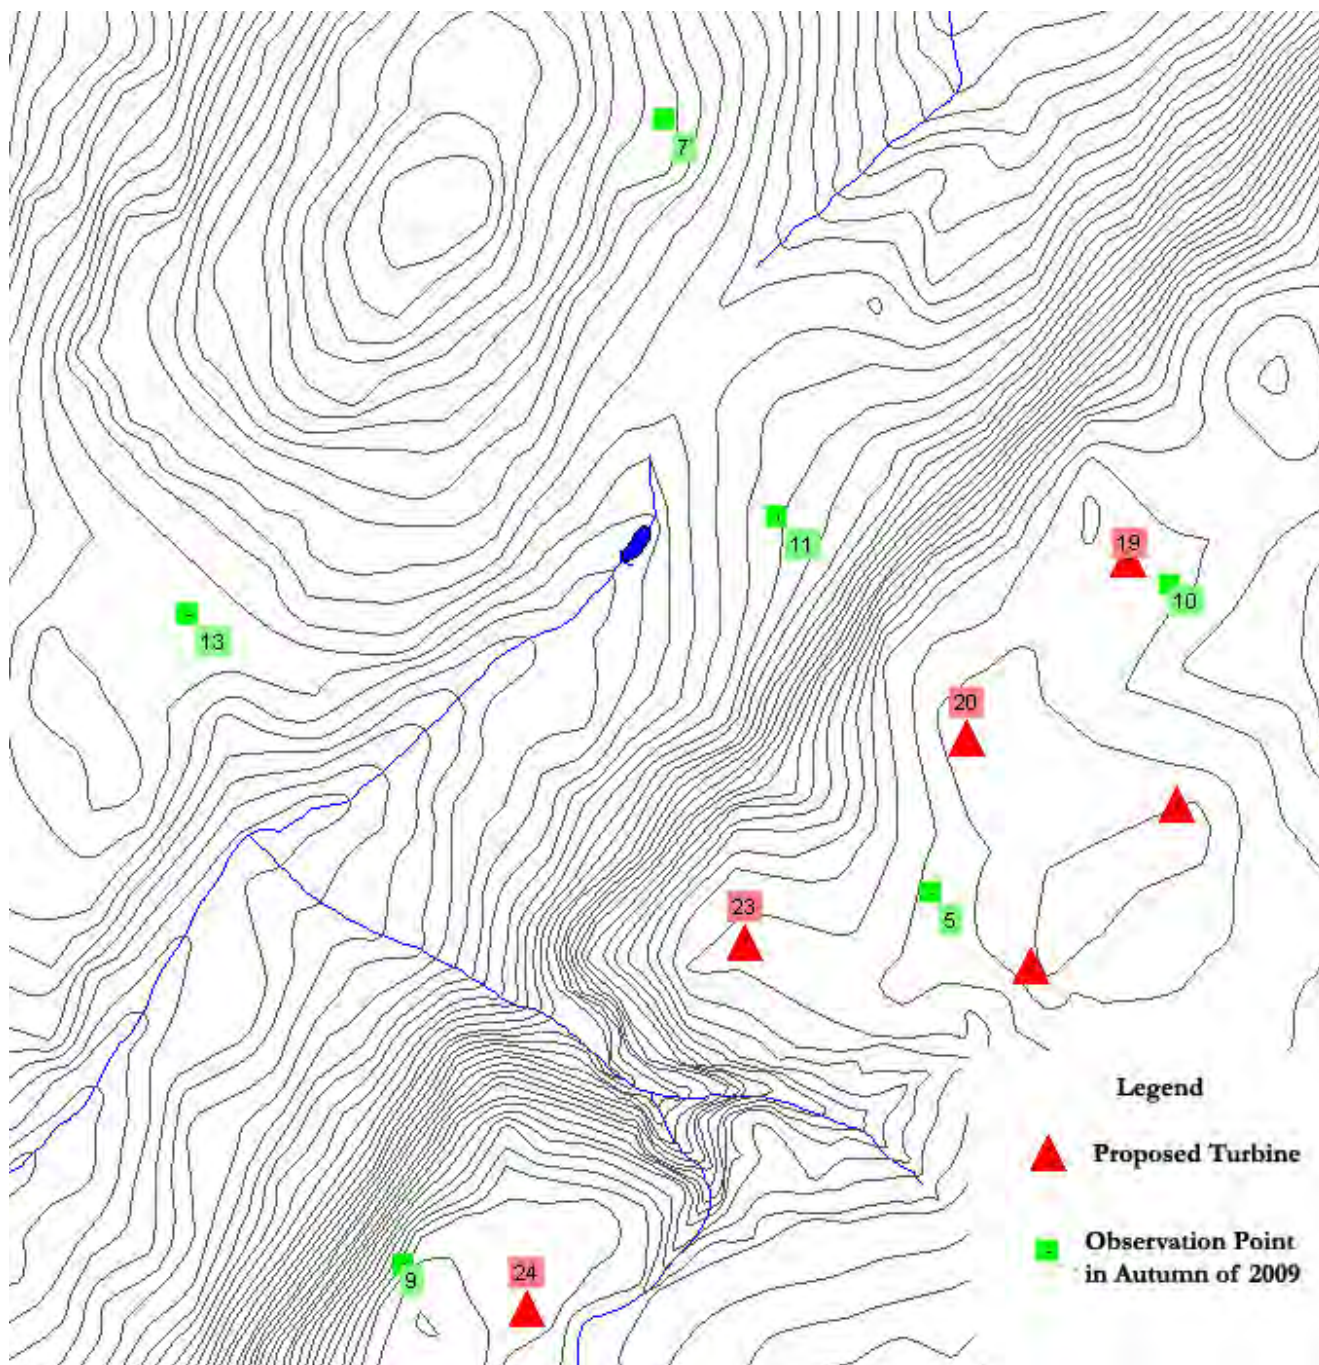 7
11
19
10
13
20
23
5
Legend
Proposed Turbine
Observation Point
in Autumn of 2009
9
24